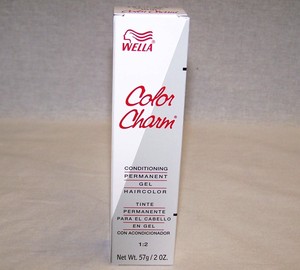 WELLA
Color
Charm®
CONDITIONING
PERMANENT
GEL
HAIRCOLOR
TINTE
PERMANENTE
PARA EL CABELLO
EN GEL
CON ACONDICIONADOR
1:2
Net Wt. 57g/2 OZ.